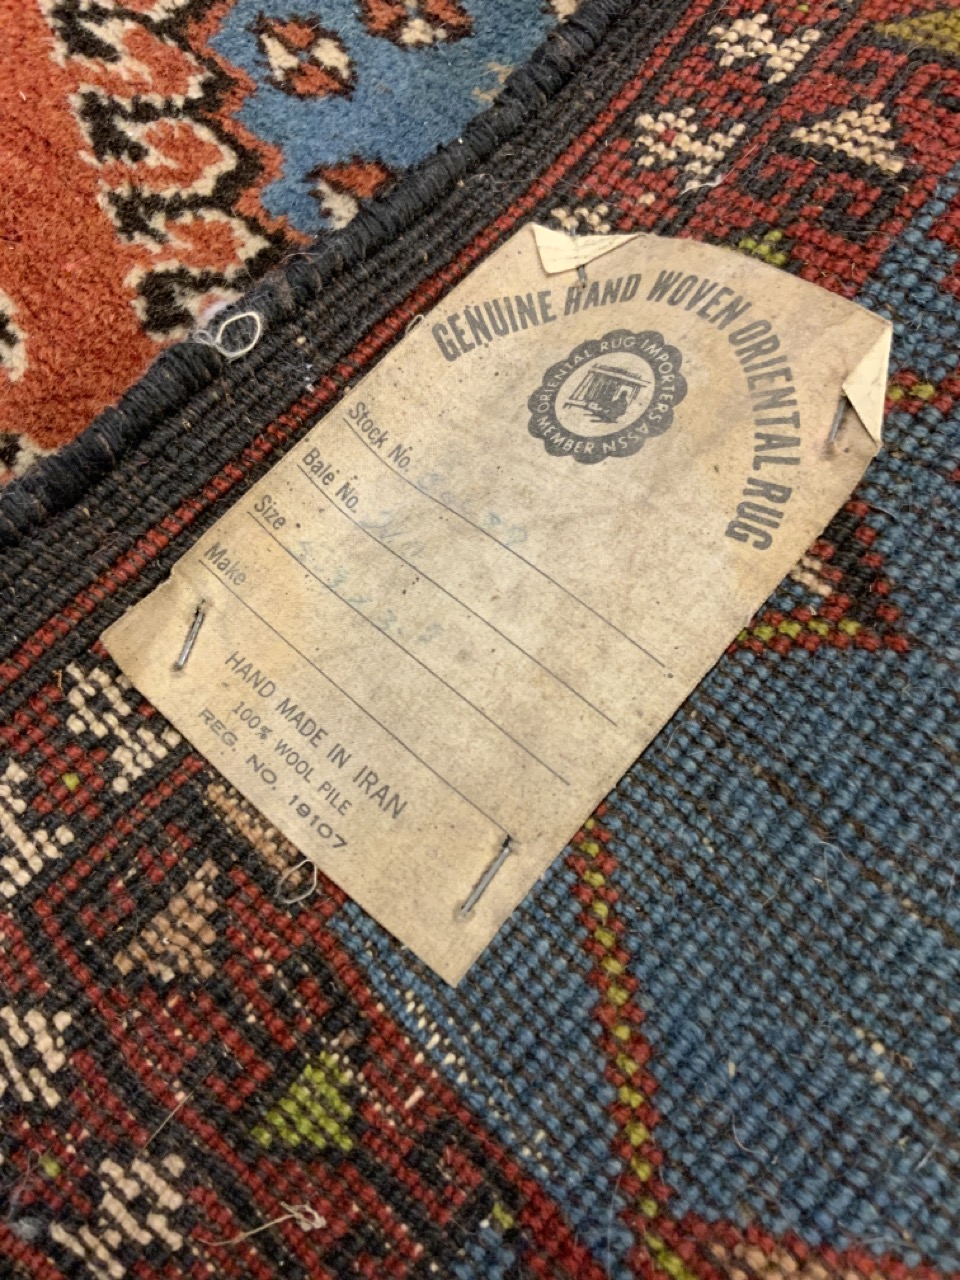 GENUINE HAND WOVEN ORIENTAL RUG
ORIENTAL RUG IMPORTERS ASSN
MEMBER
Stock No.
Bale No.
Size
Make
HAND MADE IN IRAN
100% WOOL PILE
REG. NO. 19107